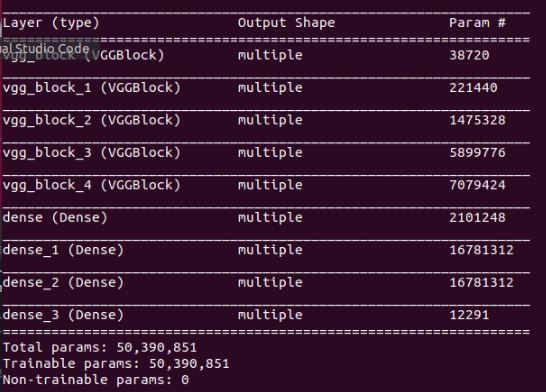 Layer (type) Output Shape Param #
ual Studio Code
vgg_block (VGGBlock) multiple 38720
vgg_block_1 (VGGBlock) multiple 221440
vgg_block_2 (VGGBlock) multiple 1475328
vgg_block_3 (VGGBlock) multiple 5899776
vgg_block_4 (VGGBlock) multiple 7079424
dense (Dense) multiple 2101248
dense_1 (Dense) multiple 16781312
dense_2 (Dense) multiple 16781312
dense_3 (Dense) multiple 12291
Total params: 50,390,851
Trainable params: 50,390,851
Non-trainable params: 0